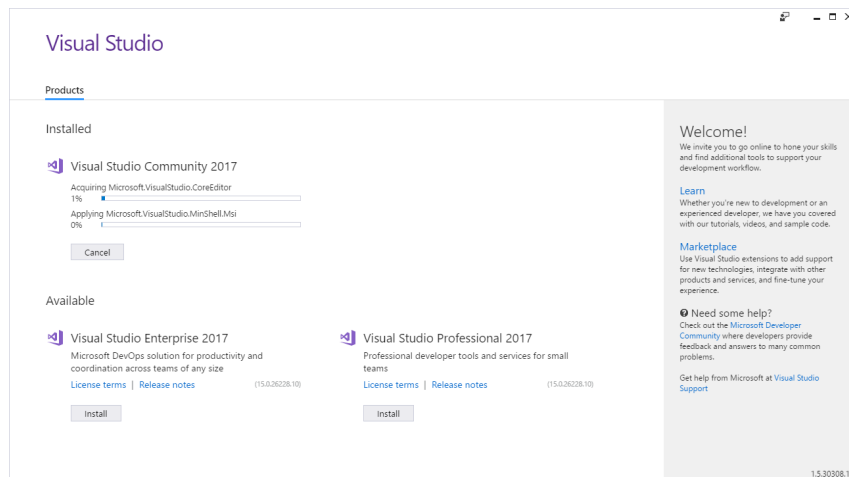 Visual Studio
Products
Installed
Visual Studio Community 2017
Acquiring Microsoft.VisualStudio.CoreEditor
1%
Applying Microsoft.VisualStudio.MinShell.Msi
0%
Cancel
Available
Visual Studio Enterprise 2017
Microsoft DevOps solution for productivity and
coordination across teams of any size
License terms | Release notes (15.0.26228.10)
Install
Visual Studio Professional 2017
Professional developer tools and services for small
teams
License terms | Release notes (15.0.26228.10)
Install
Welcome!
We invite you to go online to hone your skills
and find additional tools to support your
development workflow.
Learn
Whether you're new to development or an
experienced developer, we have you covered
with our tutorials, videos, and sample code.
Marketplace
Use Visual Studio extensions to add support
for new technologies, integrate with other
products and services, and fine-tune your
experience.
Need some help?
Check out the Microsoft Developer
Community where developers provide
feedback and answers to many common
problems.
Get help from Microsoft at Visual Studio
Support
1.5.30308.1